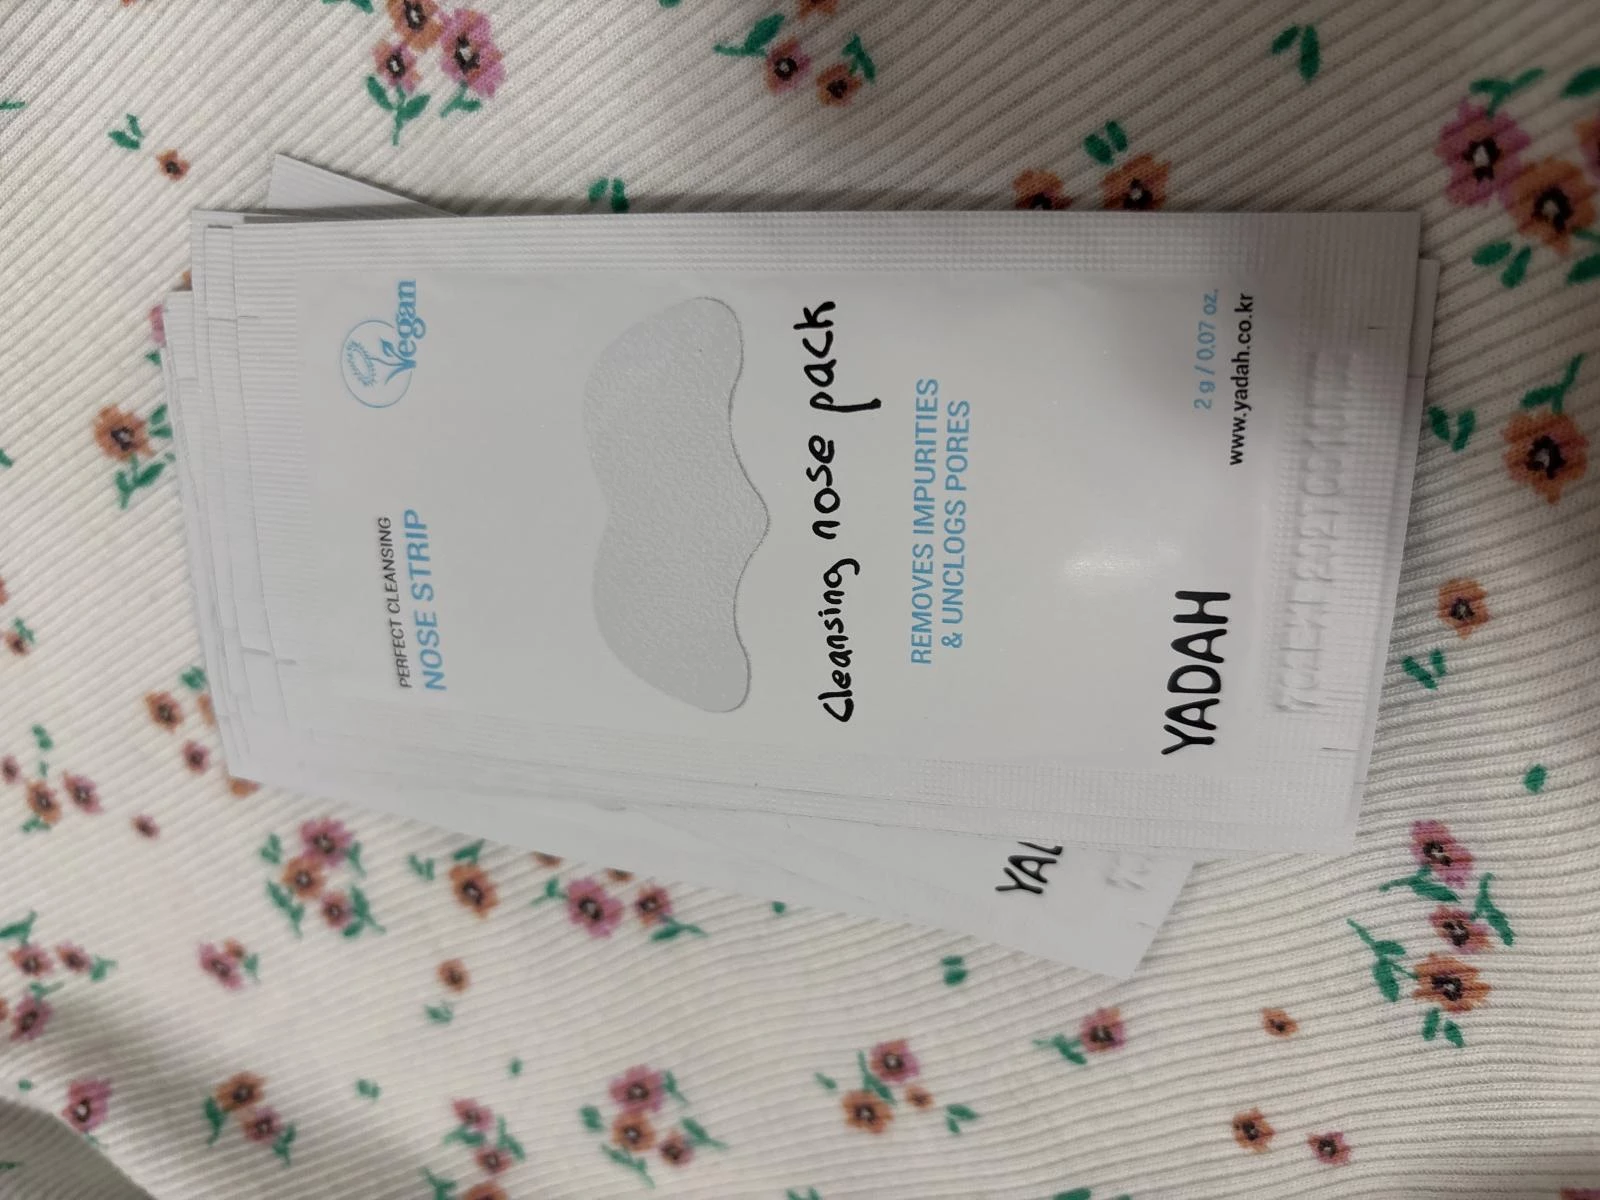 PERFECT CLEANSING
NOSE STRIP
Vegan
Cleansing nose pack
REMOVES IMPURITIES
& UNCLOGS PORES
YADAH
2 g / 0.07 oz.
www.yadah.co.kr
YAD